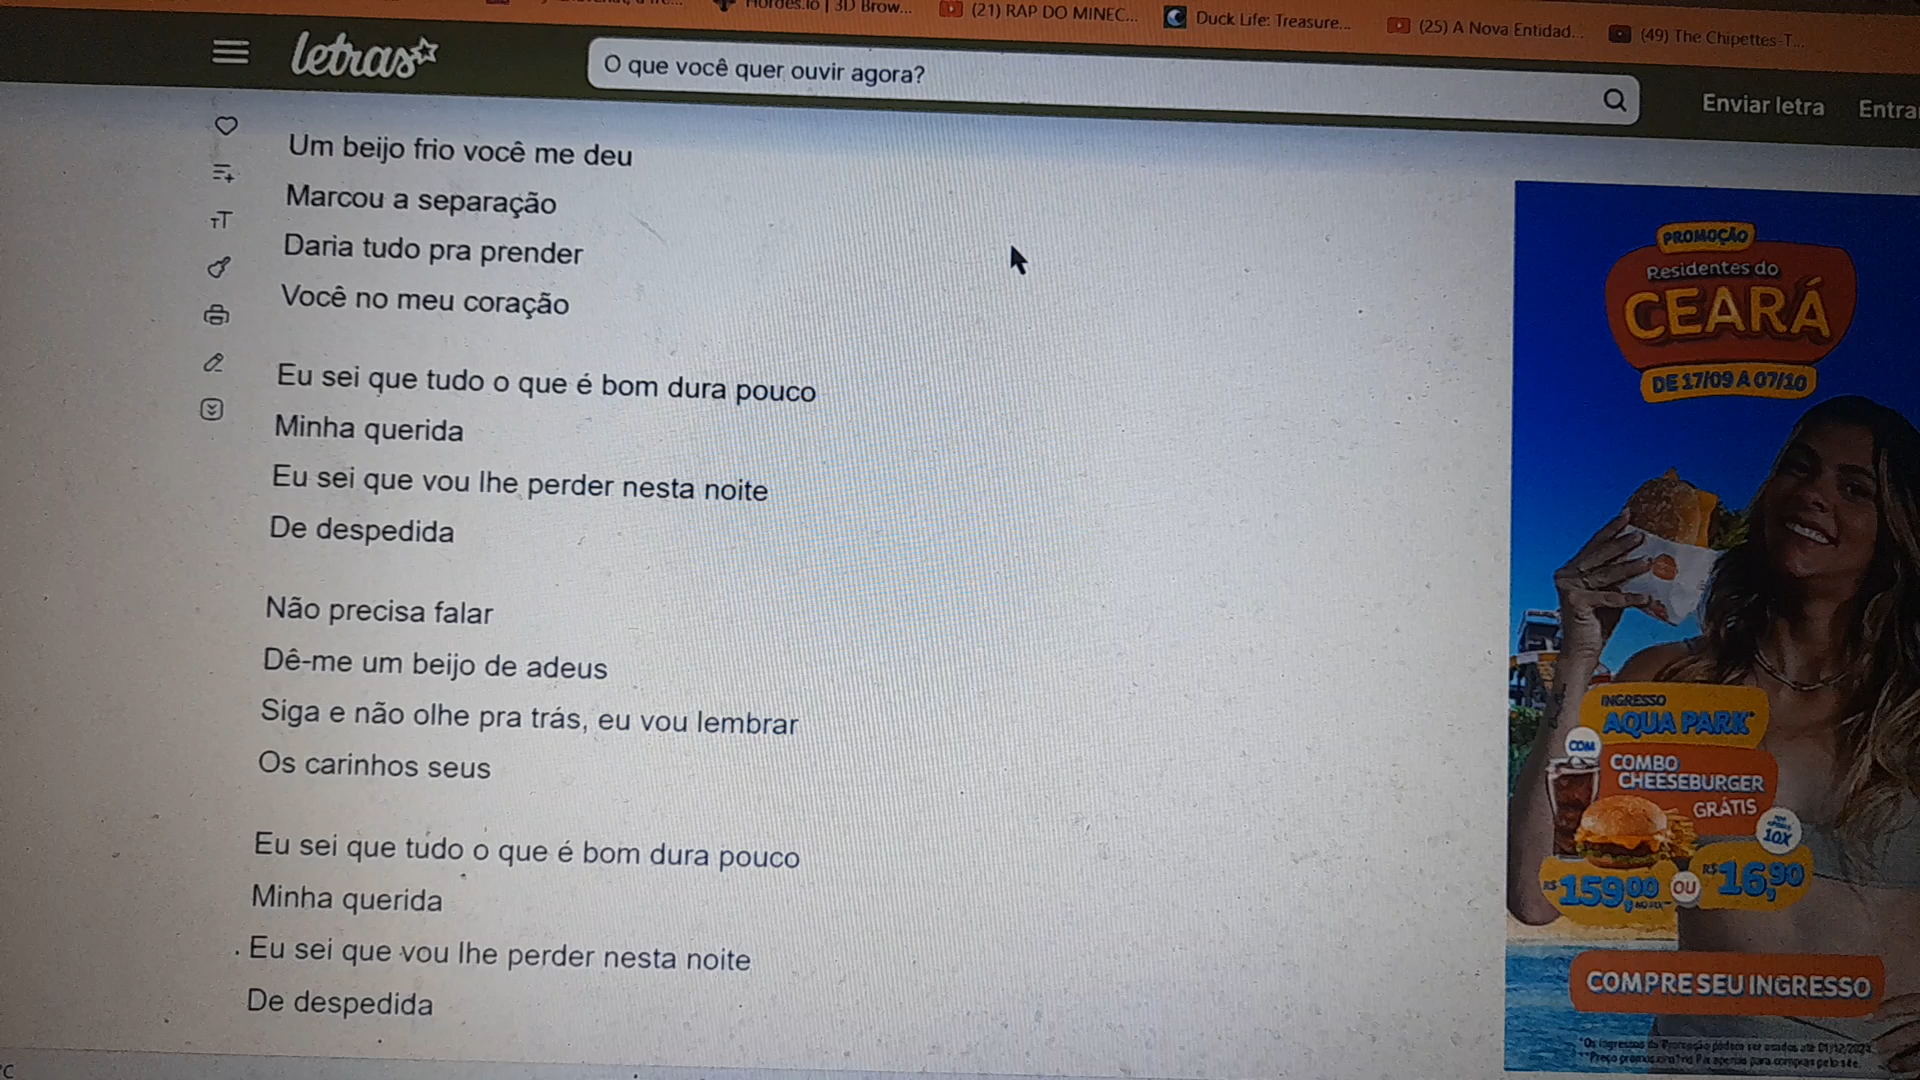 3D Brow...
(21) RAP DO MINEC...
Duck Life: Treasure...
(25) A Nova Entidad...
(49) The Chipettes-T...
letras
O que você quer ouvir agora?
Enviar letra
Entra
Um beijo frio você me deu
Marcou a separação
Daria tudo pra prender
Você no meu coração
Eu sei que tudo o que é bom dura pouco
Minha querida
Eu sei que vou lhe perder nesta noite
De despedida
Não precisa falar
Dê-me um beijo de adeus
Siga e não olhe pra trás, eu vou lembrar
Os carinhos seus
Eu sei que tudo o que é bom dura pouco
Minha querida
Eu sei que vou lhe perder nesta noite
De despedida
PROMOÇÃO
Residentes do
CEARÁ
DE 17/09 A 07/10
INGRESSO
AQUA PARK*
COM
COMBO
CHEESEBURGER
GRÁTIS
10X
R$ 159,00 OU R$ 16,90
COMPRE SEU INGRESSO